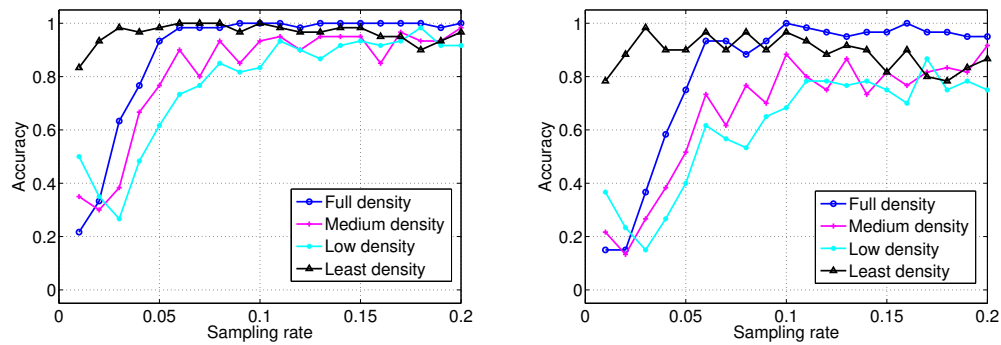 1
0.8
0.6
0.4
0.2
0
Accuracy
0
0.05
0.1
0.15
0.2
Sampling rate
Full density
Medium density
Low density
Least density
1
0.8
0.6
0.4
0.2
0
Accuracy
0
0.05
0.1
0.15
0.2
Sampling rate
Full density
Medium density
Low density
Least density